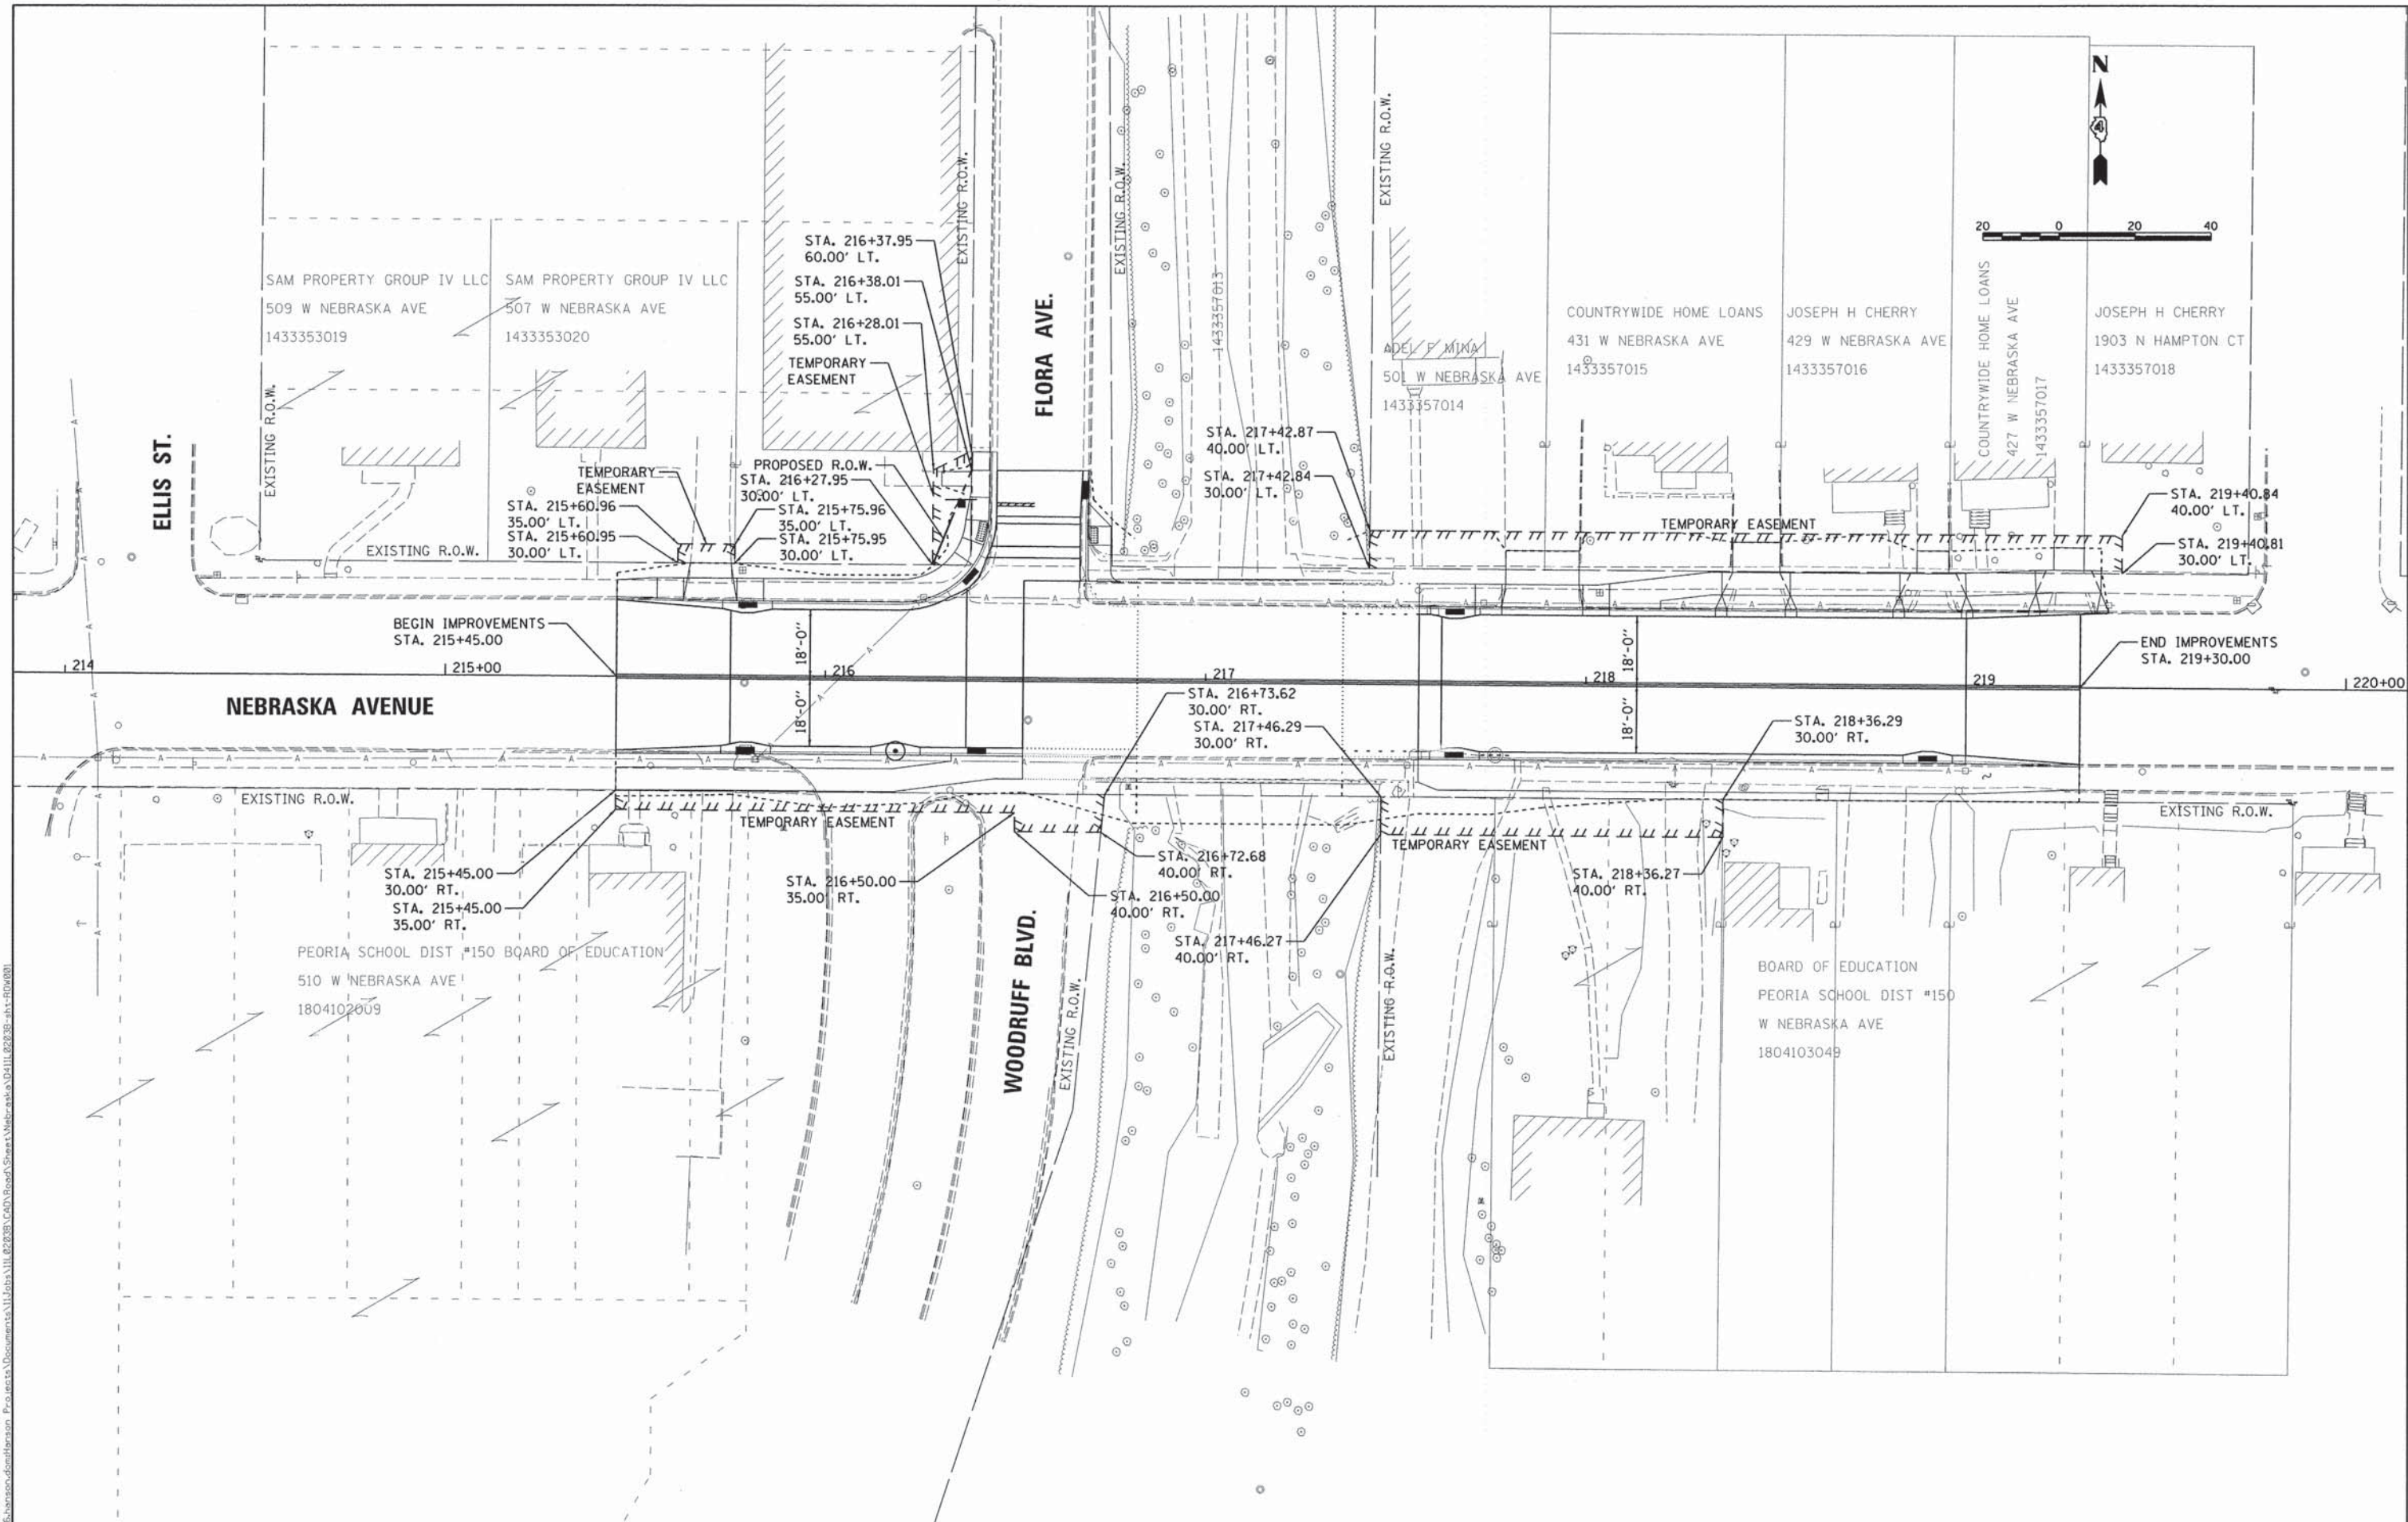 N
4
20 0 20 40
STA. 216+37.95
60.00' LT.
STA. 216+38.01
55.00' LT.
STA. 216+28.01
55.00' LT.
TEMPORARY
EASEMENT
EXISTING R.O.W.
EXISTING R.O.W.
EXISTING R.O.W.
SAM PROPERTY GROUP IV LLC
509 W NEBRASKA AVE
1433353019
SAM PROPERTY GROUP IV LLC
507 W NEBRASKA AVE
1433353020
FLORA AVE.
1433357013
ADEL F MINA
501 W NEBRASKA AVE
1433357014
COUNTRYWIDE HOME LOANS
431 W NEBRASKA AVE
1433357015
JOSEPH H CHERRY
429 W NEBRASKA AVE
1433357016
COUNTRYWIDE HOME LOANS
427 W NEBRASKA AVE
1433357017
JOSEPH H CHERRY
1903 N HAMPTON CT
1433357018
ELLIS ST.
EXISTING R.O.W.
EXISTING R.O.W.
TEMPORARY
EASEMENT
STA. 215+60.96
35.00' LT.
STA. 215+60.95
30.00' LT.
PROPOSED R.O.W.
STA. 216+27.95
30.00' LT.
STA. 215+75.96
35.00' LT.
STA. 215+75.95
30.00' LT.
STA. 217+42.87
40.00' LT.
STA. 217+42.84
30.00' LT.
TEMPORARY EASEMENT
STA. 219+40.84
40.00' LT.
STA. 219+40.81
30.00' LT.
BEGIN IMPROVEMENTS
STA. 215+45.00
END IMPROVEMENTS
STA. 219+30.00
18'-0"
18'-0"
18'-0"
18'-0"
214
215+00
216
217
218
219
220+00
NEBRASKA AVENUE
STA. 216+73.62
30.00' RT.
STA. 217+46.29
30.00' RT.
STA. 218+36.29
30.00' RT.
EXISTING R.O.W.
TEMPORARY EASEMENT
TEMPORARY EASEMENT
EXISTING R.O.W.
STA. 215+45.00
30.00' RT.
STA. 215+45.00
35.00' RT.
STA. 216+50.00
35.00' RT.
STA. 216+72.68
40.00' RT.
STA. 216+50.00
40.00' RT.
STA. 217+46.27
40.00' RT.
STA. 218+36.27
40.00' RT.
PEORIA SCHOOL DIST #150 BOARD OF EDUCATION
510 W NEBRASKA AVE
1804102009
WOODRUFF BLVD.
EXISTING R.O.W.
EXISTING R.O.W.
BOARD OF EDUCATION
PEORIA SCHOOL DIST #150
W NEBRASKA AVE
1804103049